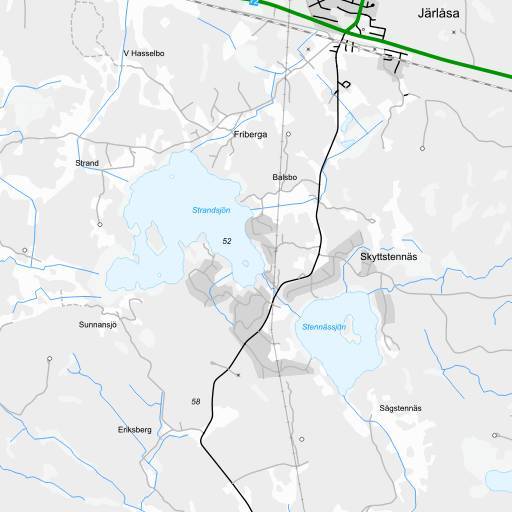 Järlåsa
V Hasselbo
Friberga
Strand
Balsbo
Strandsjön
52
Skyttstennäs
Sunnansjö
Stennässjön
58
Sågstennäs
Eriksberg